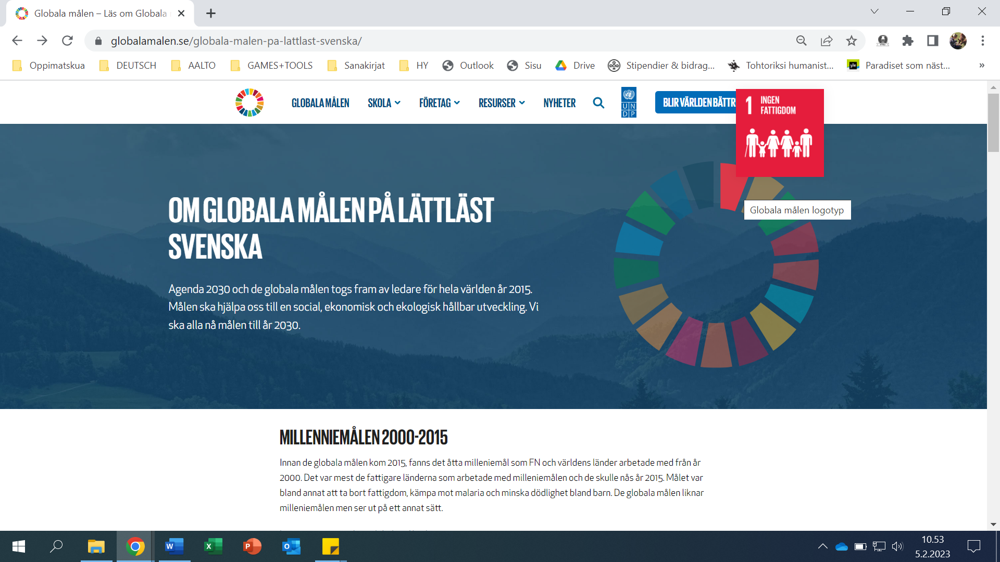 Globala målen – Läs om Globala
globalamalen.se/globala-malen-pa-lattlast-svenska/
Oppimatskua
DEUTSCH
AALTO
GAMES+TOOLS
Sanakirjat
HY
Outlook
Sisu
Drive
Stipendier & bidrag...
Tohtoriksi humanist...
Paradiset som näst...
»
GLOBALA MÅLEN
SKOLA
FÖRETAG
RESURSER
NYHETER
UN
DP
BLIR VÄRLDEN BÄTTR
1 INGEN
FATTIGDOM
OM GLOBALA MÅLEN PÅ LÄTTLÄST
SVENSKA
Globala målen logotyp
Agenda 2030 och de globala målen togs fram av ledare för hela världen år 2015.
Målen ska hjälpa oss till en social, ekonomisk och ekologisk hållbar utveckling. Vi
ska alla nå målen till år 2030.
MILLENNIEMÅLEN 2000-2015
Innan de globala målen kom 2015, fanns det åtta milleniemål som FN och världens länder arbetade med från år
2000. Det var mest de fattigare länderna som arbetade med milleniemålen och de skulle nås år 2015. Målet var
bland annat att ta bort fattigdom, kämpa mot malaria och minska dödlighet bland barn. De globala målen liknar
milleniemålen men ser ut på ett annat sätt.
W
X
P
O
10.53
5.2.2023